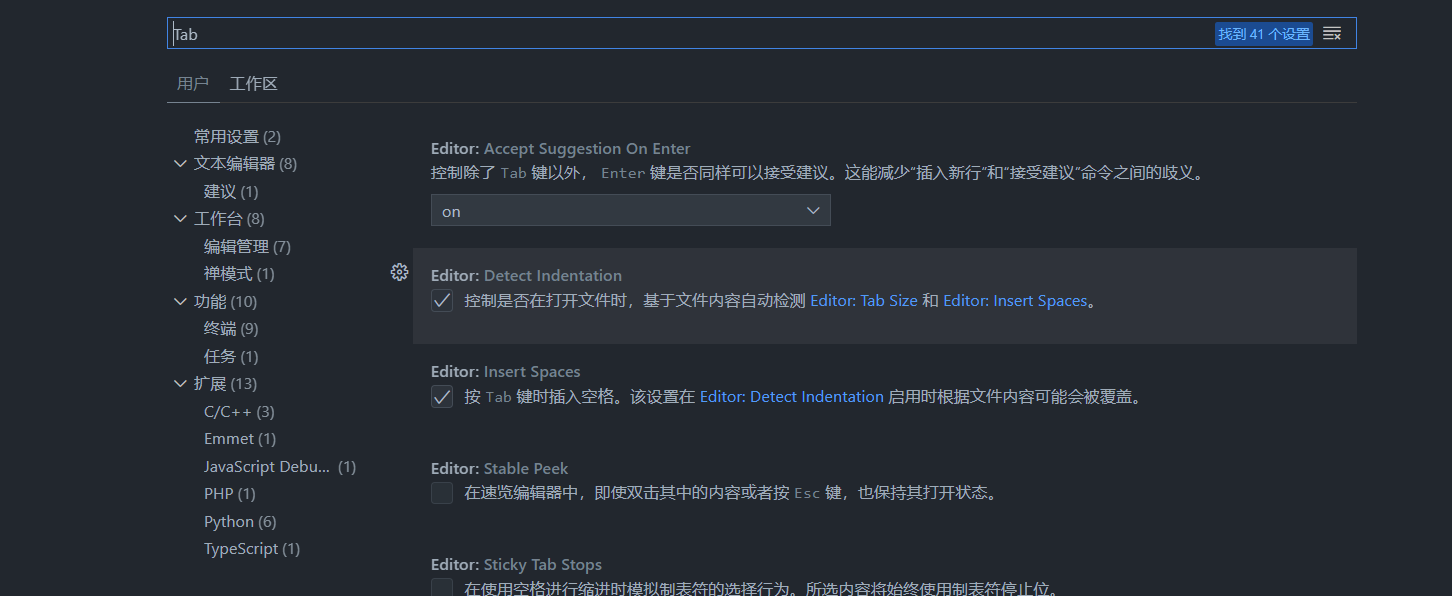 Tab
找到 41 个设置
用户 工作区
常用设置 (2)
文本编辑器 (8)
建议 (1)
工作台 (8)
编辑管理 (7)
禅模式 (1)
功能 (10)
终端 (9)
任务 (1)
扩展 (13)
C/C++ (3)
Emmet (1)
JavaScript Debu... (1)
PHP (1)
Python (6)
TypeScript (1)
Editor: Accept Suggestion On Enter
控制除了 Tab 键以外， Enter 键是否同样可以接受建议。这能减少“插入新行”和“接受建议”命令之间的歧义。
on
Editor: Detect Indentation
控制是否在打开文件时，基于文件内容自动检测 Editor: Tab Size 和 Editor: Insert Spaces。
Editor: Insert Spaces
按 Tab 键时插入空格。该设置在 Editor: Detect Indentation 启用时根据文件内容可能会被覆盖。
Editor: Stable Peek
在速览编辑器中，即使双击其中的内容或者按 Esc 键，也保持其打开状态。
Editor: Sticky Tab Stops
在使用空格进行缩进时模拟制表符的选择行为。所选内容将始终使用制表符停止位。